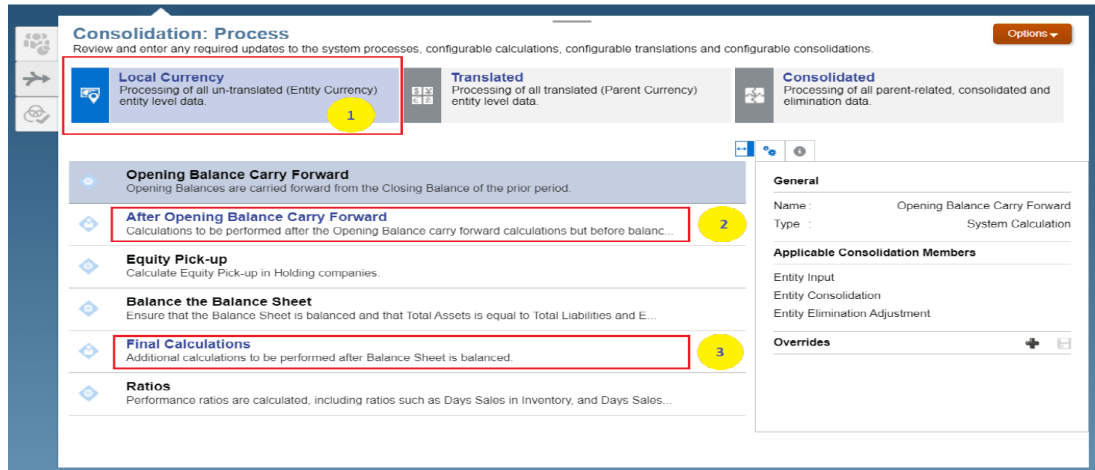 Consolidation: Process
Options
Review and enter any required updates to the system processes, configurable calculations, configurable translations and configurable consolidations.
Local Currency
Processing of all un-translated (Entity Currency)
entity level data.
1
Translated
Processing of all translated (Parent Currency)
entity level data.
Consolidated
Processing of all parent-related, consolidated and
elimination data.
Opening Balance Carry Forward
Opening Balances are carried forward from the Closing Balance of the prior period.
After Opening Balance Carry Forward
Calculations to be performed after the Opening Balance carry forward calculations but before balanc...
2
Equity Pick-up
Calculate Equity Pick-up in Holding companies.
Balance the Balance Sheet
Ensure that the Balance Sheet is balanced and that Total Assets is equal to Total Liabilities and E...
Final Calculations
Additional calculations to be performed after Balance Sheet is balanced.
3
Ratios
Performance ratios are calculated, including ratios such as Days Sales in Inventory, and Days Sales...
General
Name : Opening Balance Carry Forward
Type : System Calculation
Applicable Consolidation Members
Entity Input
Entity Consolidation
Entity Elimination Adjustment
Overrides